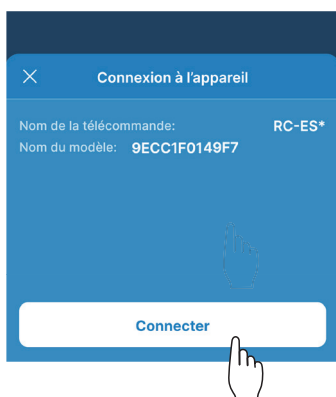 Connexion à l'appareil
Nom de la télécommande: RC-ES*
Nom du modèle: 9ECC1F0149F7
Connecter